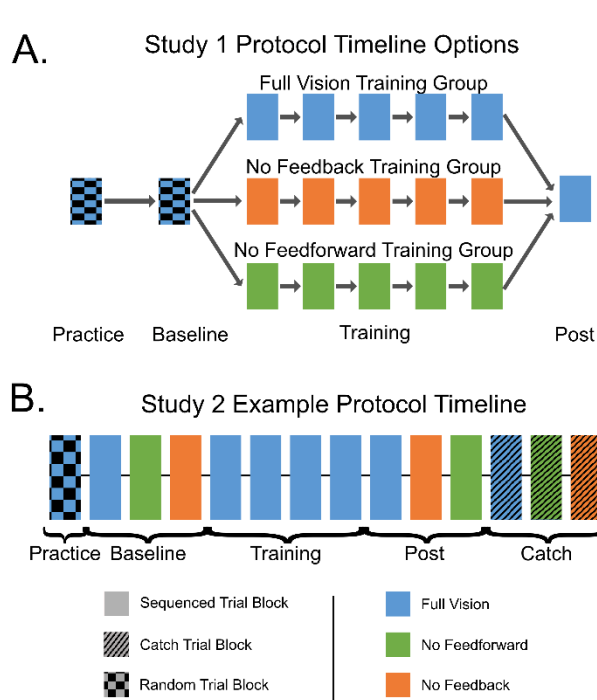 A.
Study 1 Protocol Timeline Options
Full Vision Training Group
No Feedback Training Group
No Feedforward Training Group
Practice Baseline Training Post
B.
Study 2 Example Protocol Timeline
Practice Baseline Training Post Catch
Sequenced Trial Block Full Vision
Catch Trial Block No Feedforward
Random Trial Block No Feedback